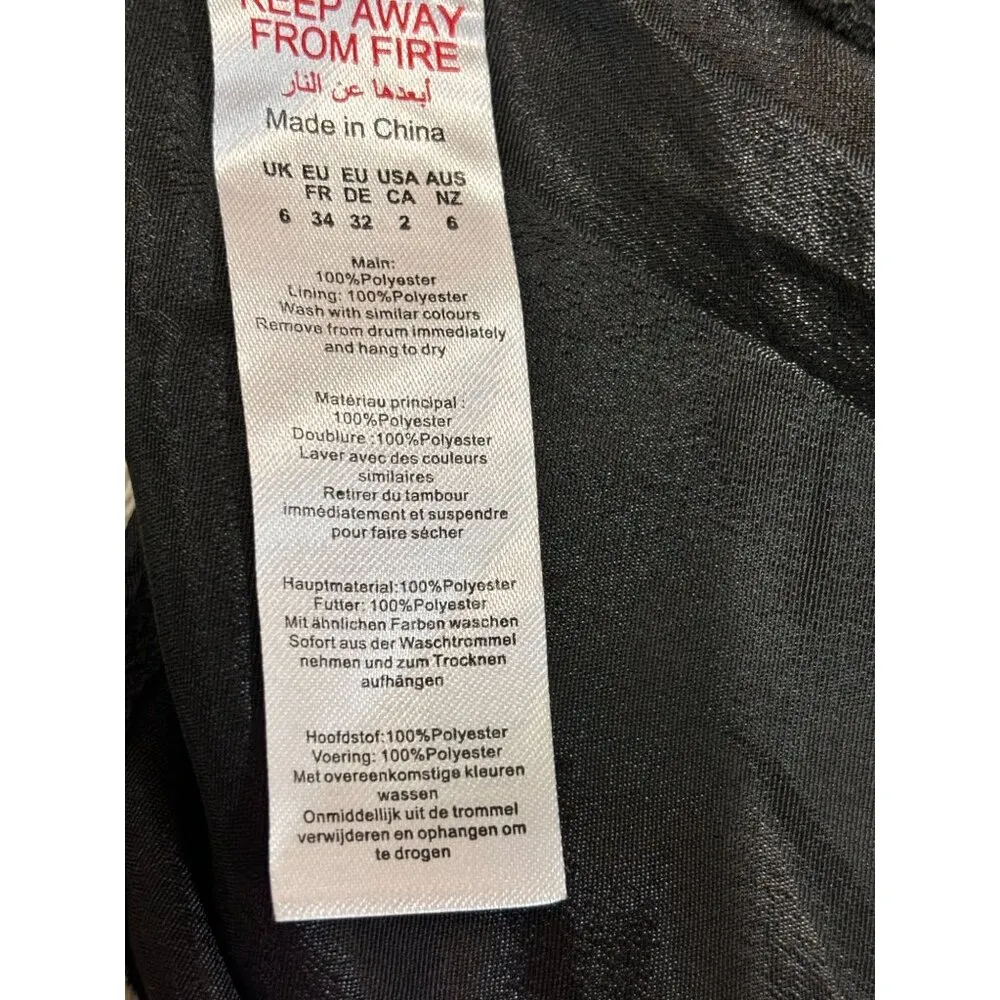 KEEP AWAY
FROM FIRE
أبعدها عن النار
Made in China
UK EU EU USA AUS
FR DE CA NZ
6 34 32 2 6
Main:
100%Polyester
Lining: 100%Polyester
Wash with similar colours
Remove from drum immediately
and hang to dry
Matériau principal :
100%Polyester
Doublure :100%Polyester
Laver avec des couleurs
similaires
Retirer du tambour
immédiatement et suspendre
pour faire sécher
Hauptmaterial:100%Polyester
Futter: 100%Polyester
Mit ähnlichen Farben waschen
Sofort aus der Waschtrommel
nehmen und zum Trocknen
aufhängen
Hoofdstof:100%Polyester
Voering: 100%Polyester
Met overeenkomstige kleuren
wassen
Onmiddellijk uit de trommel
verwijderen en ophangen om
te drogen